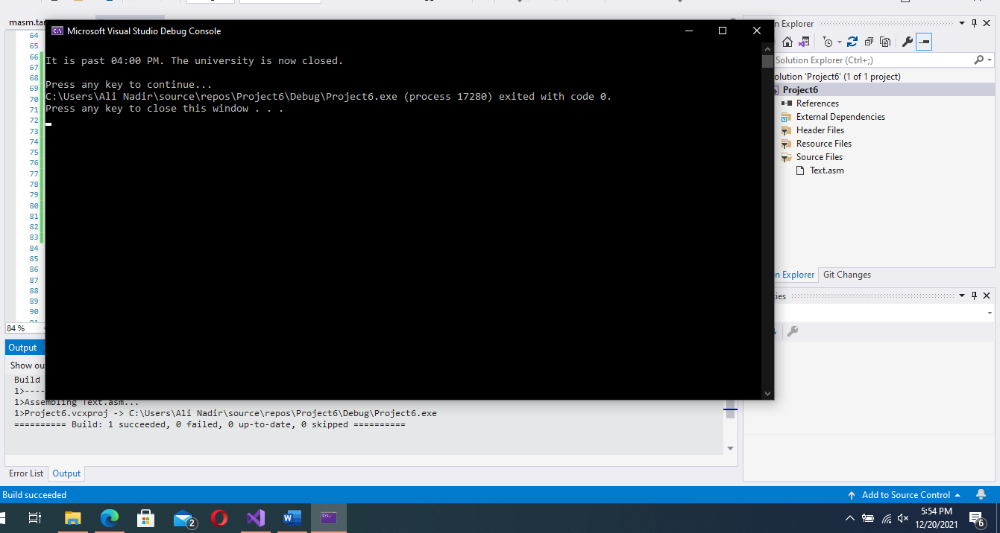 masm.ta
Microsoft Visual Studio Debug Console
It is past 04:00 PM. The university is now closed.
Press any key to continue...
C:\Users\Ali Nadir\source\repos\Project6\Debug\Project6.exe (process 17280) exited with code 0.
Press any key to close this window . . .
64
65
66
67
68
69
70
71
72
73
74
75
76
77
78
79
80
81
82
83
84
85
86
87
88
89
90
91
84 %
n Explorer
Solution Explorer (Ctrl+;)
olution 'Project6' (1 of 1 project)
Project6
References
External Dependencies
Header Files
Resource Files
Source Files
Text.asm
n Explorer
Git Changes
ties
Output
Show ou
Build
1>----
1>Assembling Text.asm...
1>Project6.vcxproj -> C:\Users\Ali Nadir\source\repos\Project6\Debug\Project6.exe
========== Build: 1 succeeded, 0 failed, 0 up-to-date, 0 skipped ==========
Error List
Output
Build succeeded
Add to Source Control
2
5:54 PM
12/20/2021
6